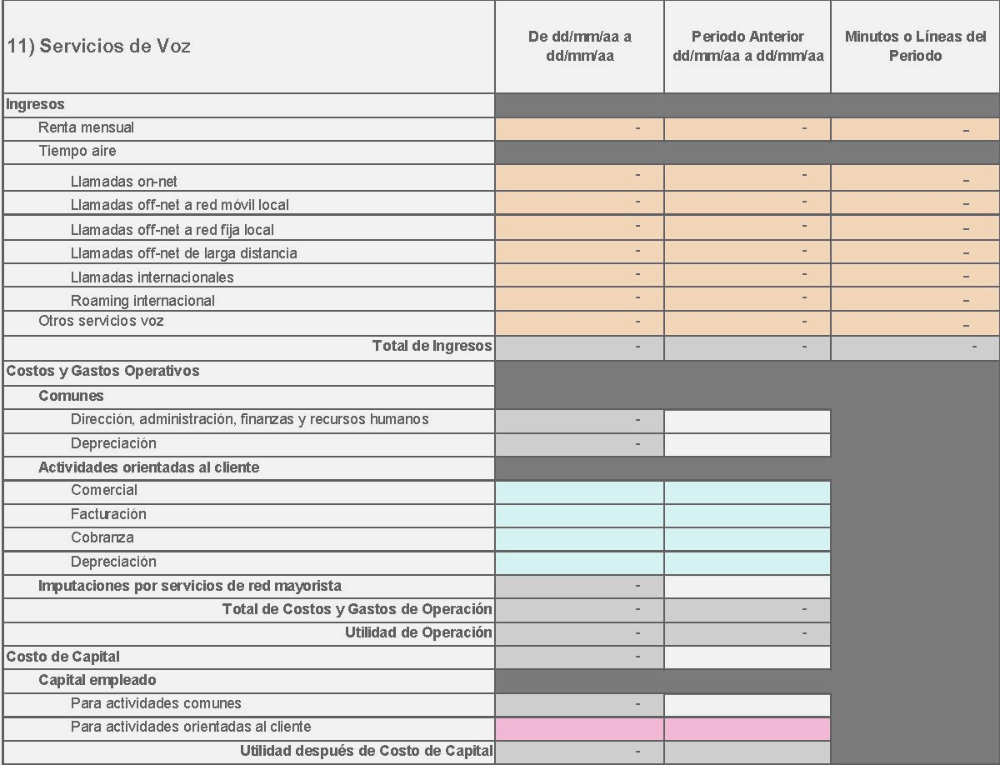 11) Servicios de Voz
De dd/mm/aa a
dd/mm/aa
Periodo Anterior
dd/mm/aa a dd/mm/aa
Minutos o Líneas del
Periodo
Ingresos
Renta mensual - - -
Tiempo aire
Llamadas on-net - - -
Llamadas off-net a red móvil local - - -
Llamadas off-net a red fija local - - -
Llamadas off-net de larga distancia - - -
Llamadas internacionales - - -
Roaming internacional - - -
Otros servicios voz - - -
Total de Ingresos - - -
Costos y Gastos Operativos
Comunes
Dirección, administración, finanzas y recursos humanos -
Depreciación -
Actividades orientadas al cliente
Comercial
Facturación
Cobranza
Depreciación
Imputaciones por servicios de red mayorista -
Total de Costos y Gastos de Operación - -
Utilidad de Operación - -
Costo de Capital -
Capital empleado
Para actividades comunes -
Para actividades orientadas al cliente
Utilidad después de Costo de Capital -